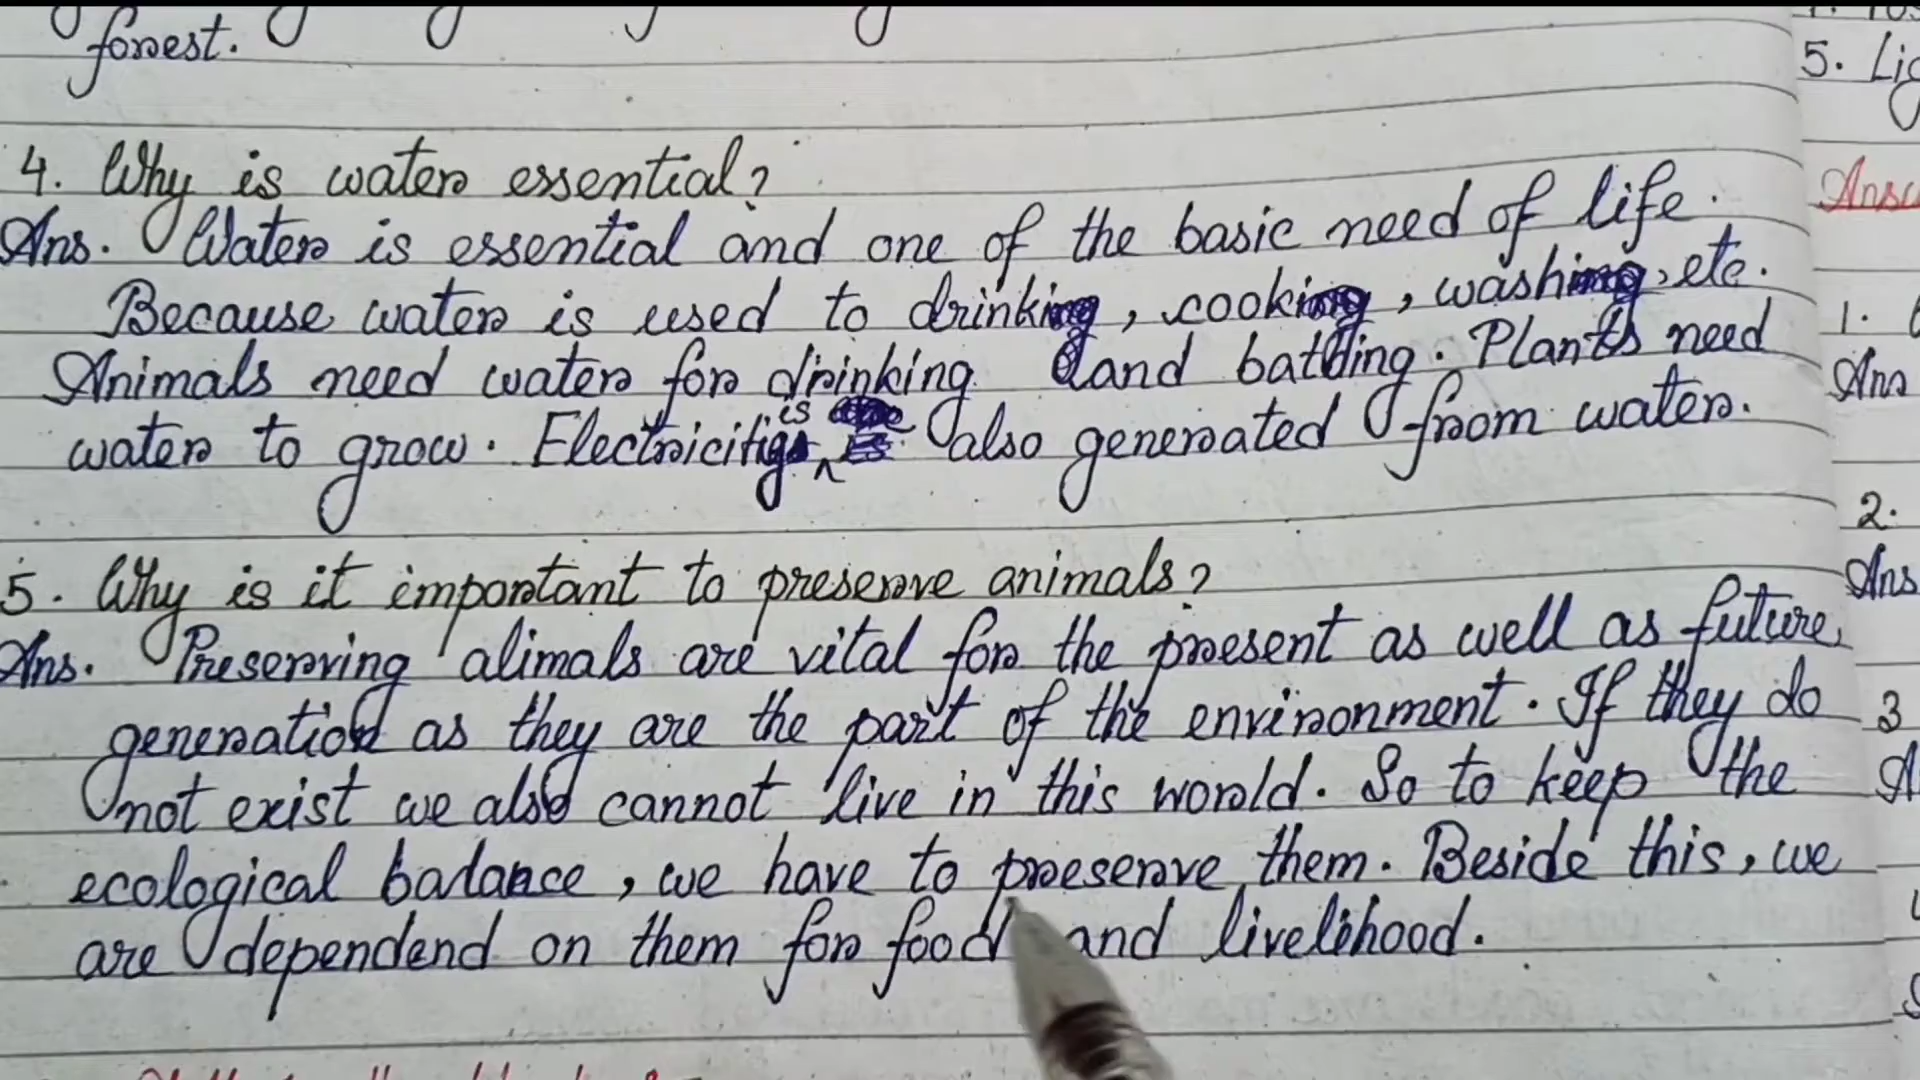 forest.
4. Why is water essential?
Ans. Water is essential and one of the basic need of life.
Because water is used to drink, cook, wash, etc.
Animals need water for drinking and bathing. Plants need
water to grow. Electricity is also generated from water.
5. Why is it important to preserve animals?
Ans. Preserving alimals are vital for the present as well as future
generation as they are the part of the environment. If they do
not exist we also cannot live in this world. So to keep the
ecological balance, we have to preserve them. Beside this, we
are dependend on them for food and livelihood.
5. Lig
Ans
1.
Ans
2.
Ans
3
A